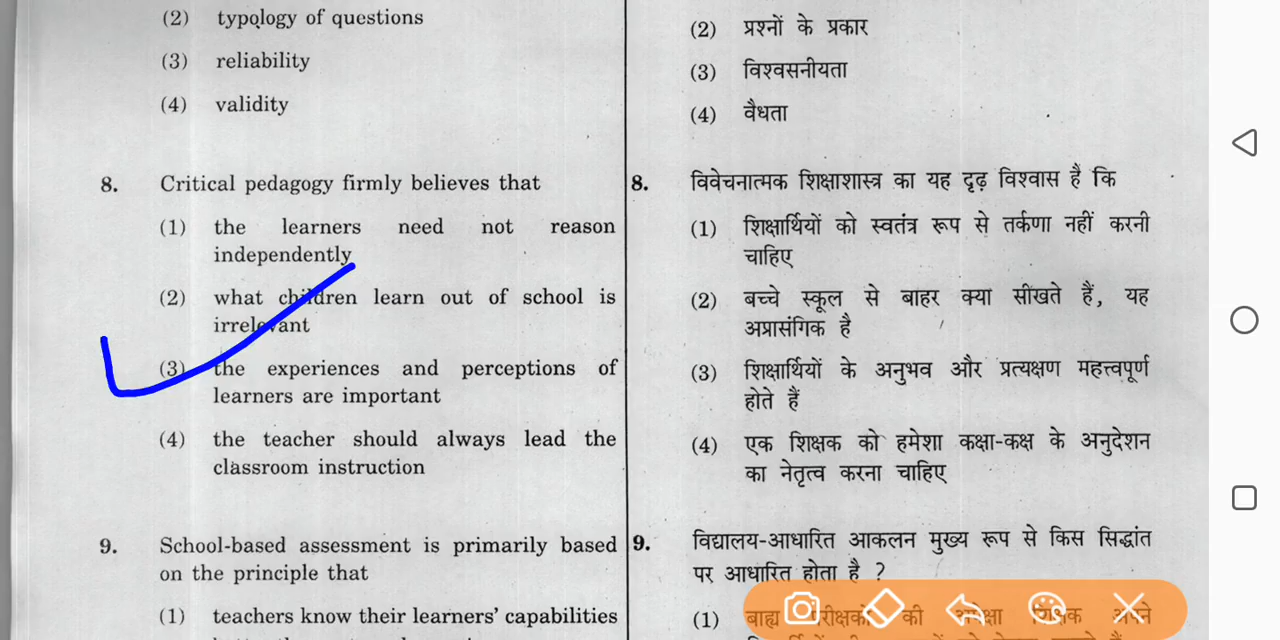 (2) typology of questions
(3) reliability
(4) validity
8. Critical pedagogy firmly believes that
(1) the learners need not reason
independently
(2) what children learn out of school is
irrelevant
(3) the experiences and perceptions of
learners are important
(4) the teacher should always lead the
classroom instruction
9. School-based assessment is primarily based
on the principle that
(1) teachers know their learners' capabilities
(2) प्रश्नों के प्रकार
(3) विश्वसनीयता
(4) वैधता
8. विवेचनात्मक शिक्षाशास्त्र का यह दृढ़ विश्वास है कि
(1) शिक्षार्थियों को स्वतंत्र रूप से तर्कणा नहीं करनी
चाहिए
(2) बच्चे स्कूल से बाहर क्या सीखते हैं, यह
अप्रासंगिक है
(3) शिक्षार्थियों के अनुभव और प्रत्यक्षण महत्त्वपूर्ण
होते हैं
(4) एक शिक्षक को हमेशा कक्षा-कक्ष के अनुदेशन
का नेतृत्व करना चाहिए
9. विद्यालय-आधारित आकलन मुख्य रूप से किस सिद्धांत
पर आधारित होता है ?
(1) बाह्य की शिक्षक अपने